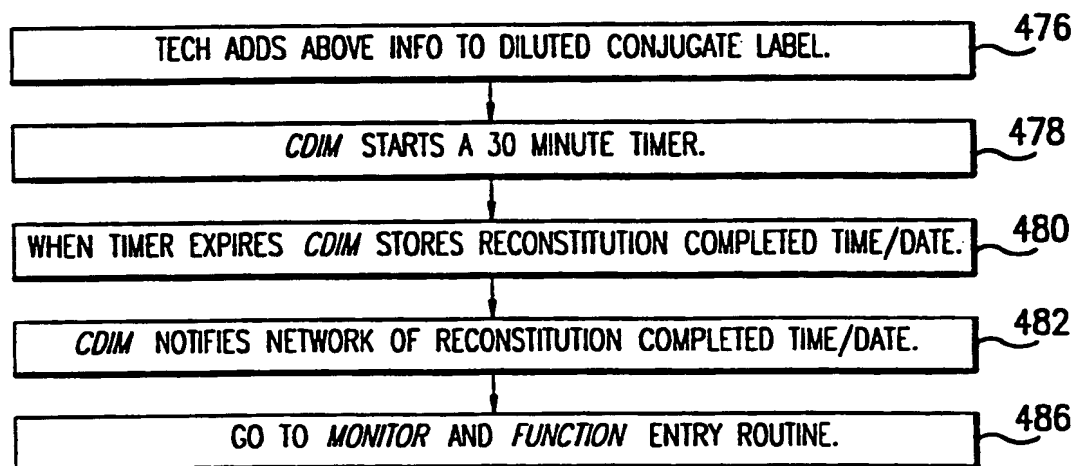 TECH ADDS ABOVE INFO TO DILUTED CONJUGATE LABEL.
476
CDIM STARTS A 30 MINUTE TIMER.
478
WHEN TIMER EXPIRES CDIM STORES RECONSTITUTION COMPLETED TIME/DATE.
480
CDIM NOTIFIES NETWORK OF RECONSTITUTION COMPLETED TIME/DATE.
482
GO TO MONITOR AND FUNCTION ENTRY ROUTINE.
486